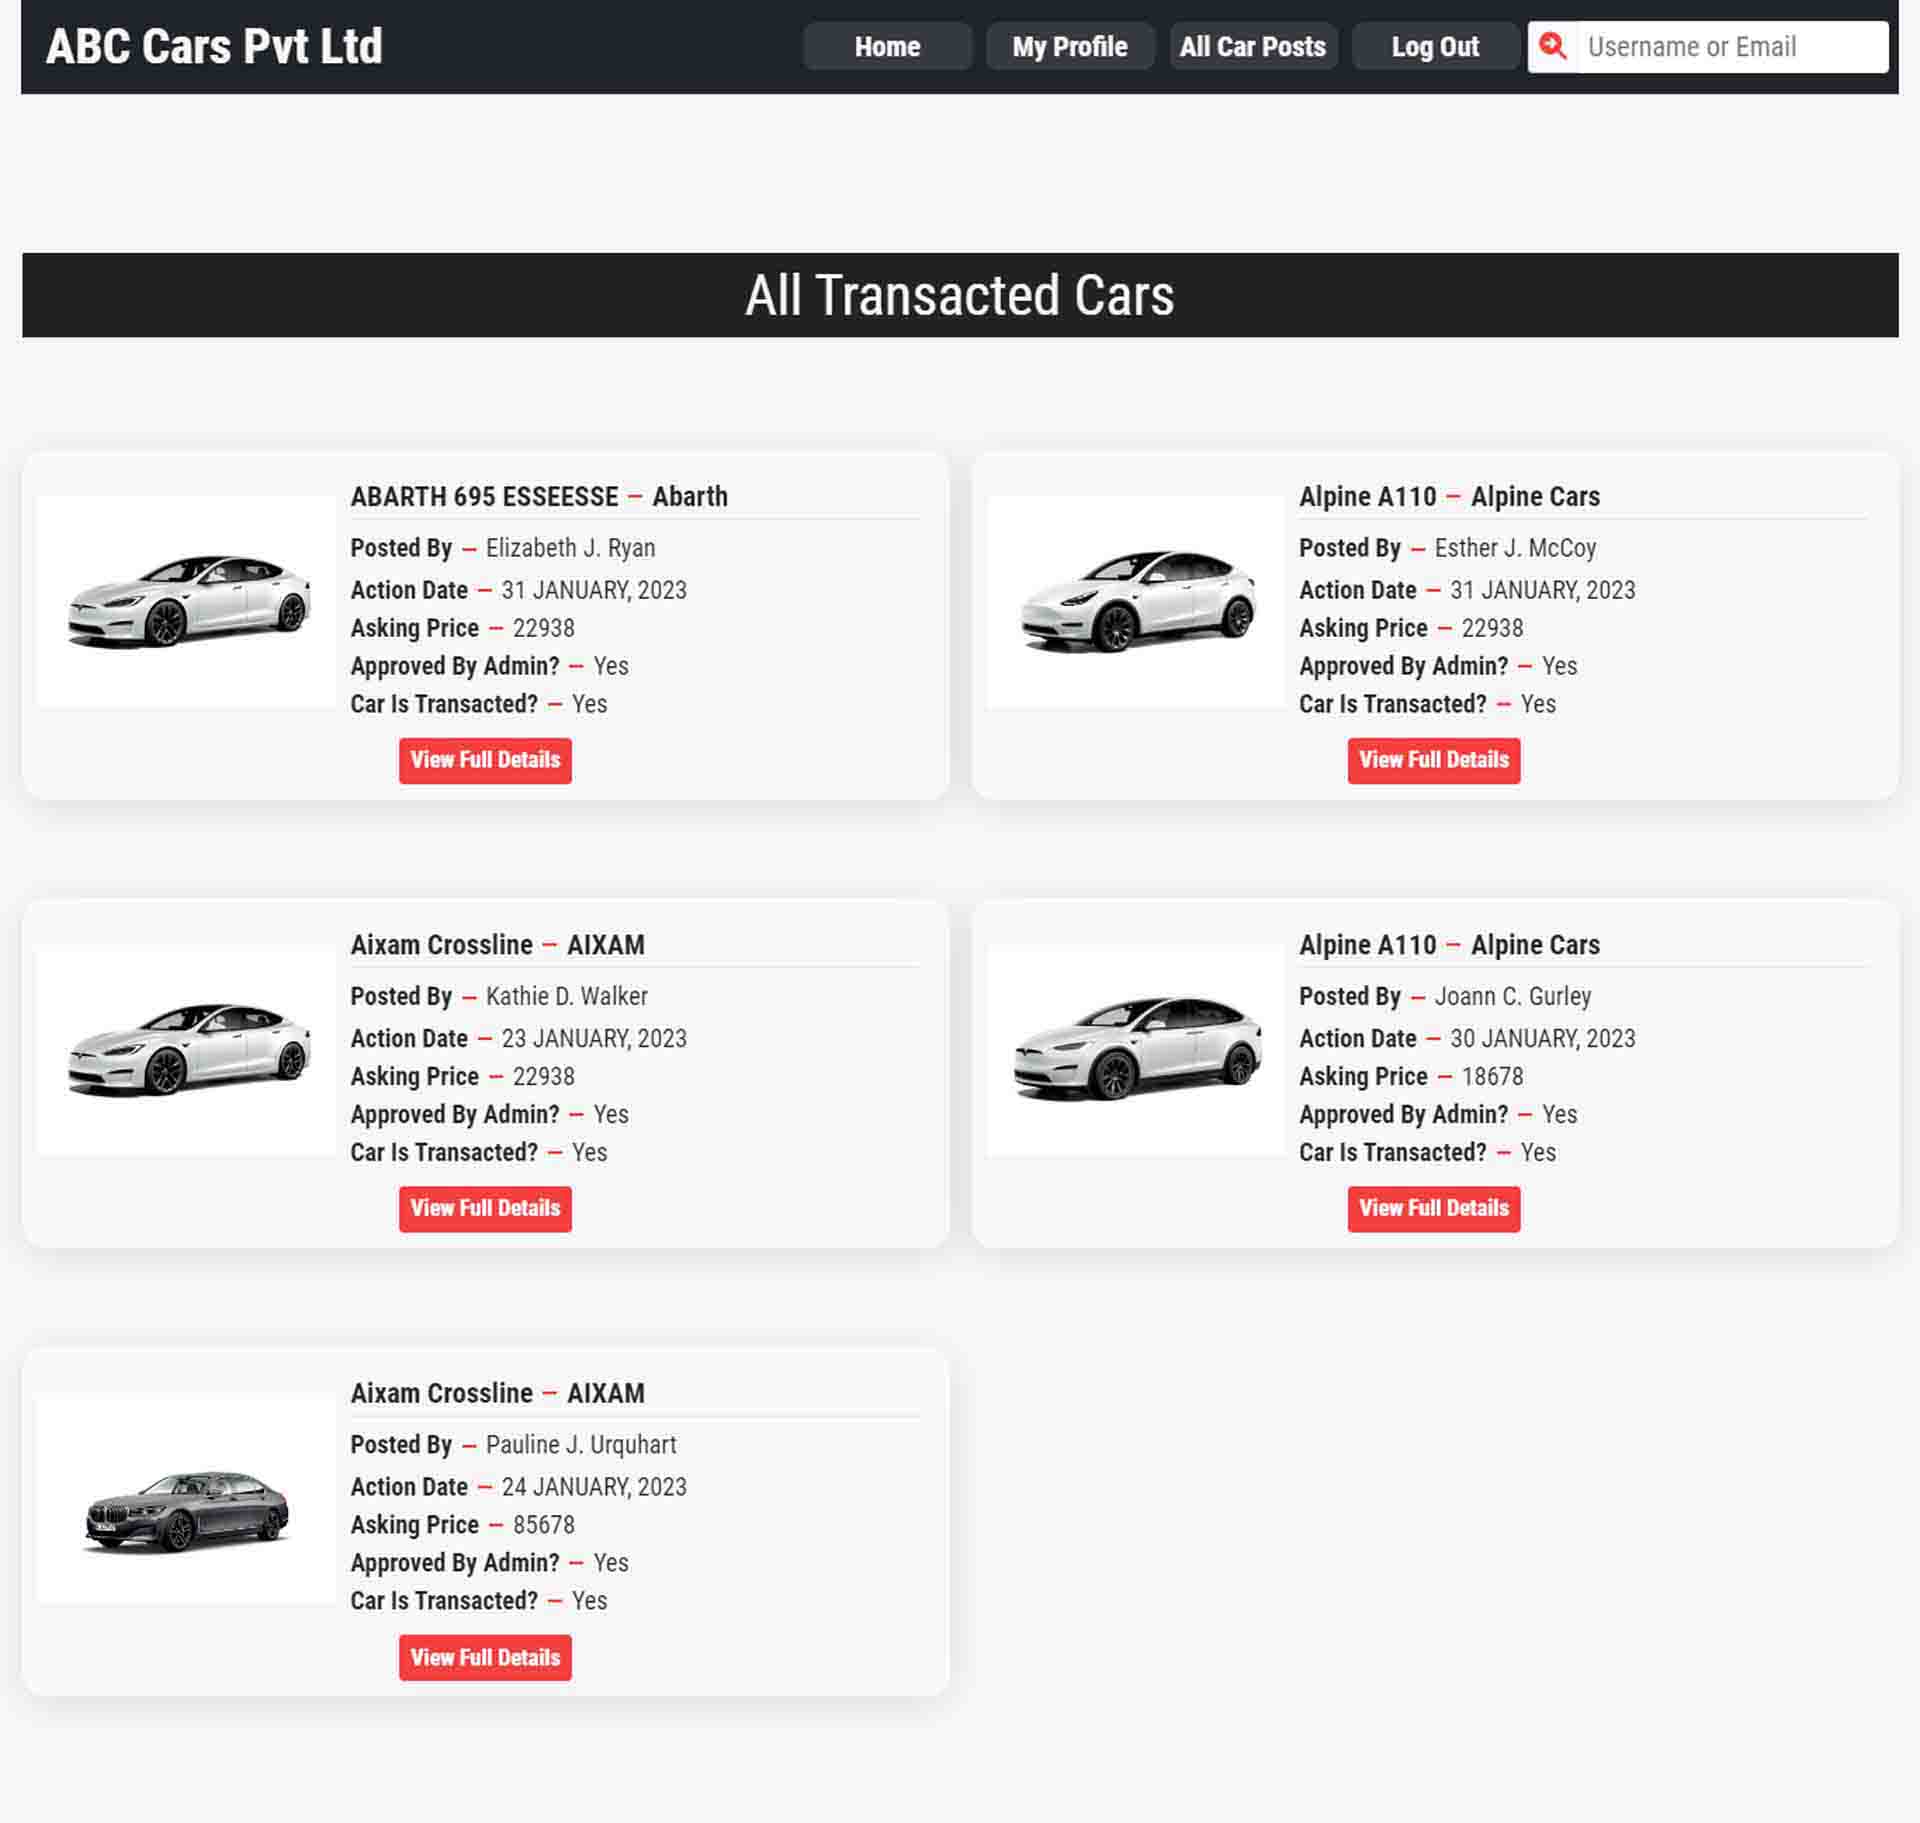 ABC Cars Pvt Ltd
Home
My Profile
All Car Posts
Log Out
Username or Email
All Transacted Cars
ABARTH 695 ESSEESSE — Abarth
Posted By — Elizabeth J. Ryan
Action Date — 31 JANUARY, 2023
Asking Price — 22938
Approved By Admin? — Yes
Car Is Transacted? — Yes
View Full Details
Alpine A110 — Alpine Cars
Posted By — Esther J. McCoy
Action Date — 31 JANUARY, 2023
Asking Price — 22938
Approved By Admin? — Yes
Car Is Transacted? — Yes
View Full Details
Aixam Crossline — AIXAM
Posted By — Kathie D. Walker
Action Date — 23 JANUARY, 2023
Asking Price — 22938
Approved By Admin? — Yes
Car Is Transacted? — Yes
View Full Details
Alpine A110 — Alpine Cars
Posted By — Joann C. Gurley
Action Date — 30 JANUARY, 2023
Asking Price — 18678
Approved By Admin? — Yes
Car Is Transacted? — Yes
View Full Details
Aixam Crossline — AIXAM
Posted By — Pauline J. Urquhart
Action Date — 24 JANUARY, 2023
Asking Price — 85678
Approved By Admin? — Yes
Car Is Transacted? — Yes
View Full Details